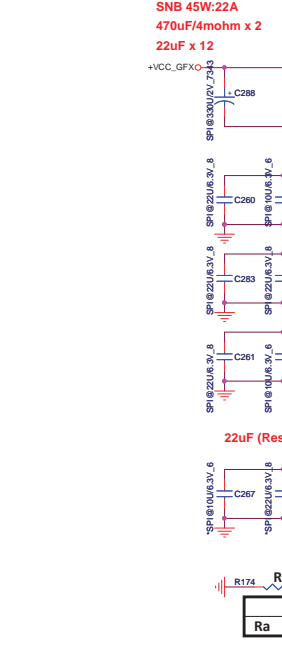 SNB 45W:22A
470uF/4mohm x 2
22uF x 12
+VCC_GFX
SPI@330U/2V_7343
+
C288
SPI@22U/6.3V_8
C260
SPI@10U/6.3V_6
SPI@22U/6.3V_8
C283
SPI@22U/6.3V_8
SPI@22U/6.3V_8
C261
SPI@10U/6.3V_6
22uF (Res
*SPI@10U/6.3V_6
C267
*SPI@22U/6.3V_8
R174
R
Ra